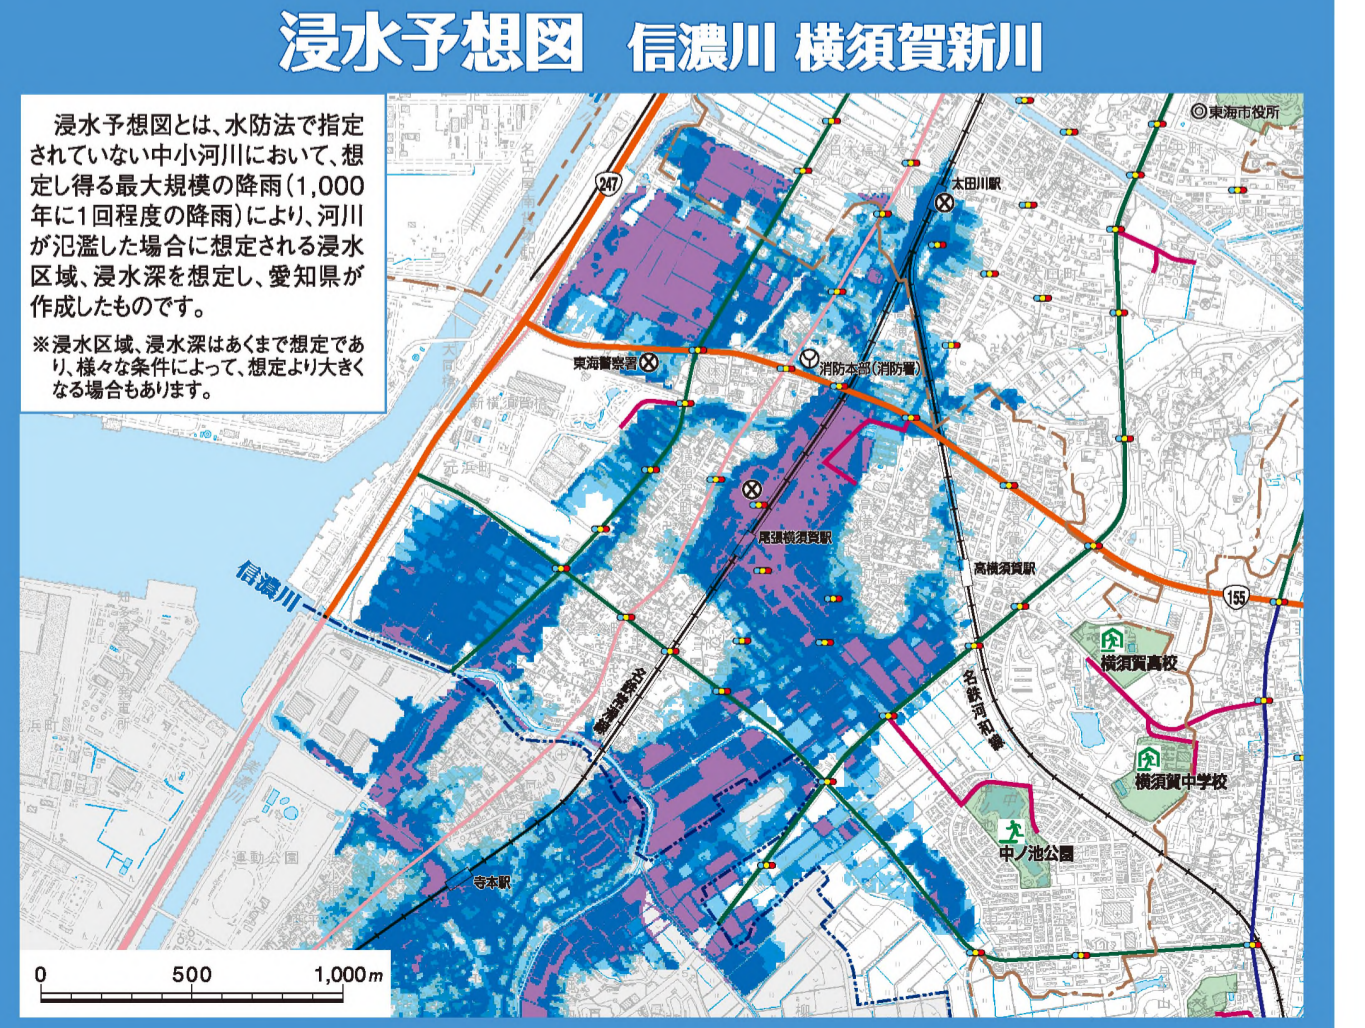 浸水予想図 信濃川 横須賀新川
浸水予想図とは、水防法で指定
されていない中小河川において、想
定し得る最大規模の降雨(1,000
年に1回程度の降雨)により、河川
が氾濫した場合に想定される浸水
区域、浸水深を想定し、愛知県が
作成したものです。
※浸水区域、浸水深はあくまで想定であ
り、様々な条件によって、想定より大きく
なる場合もあります。
247
東海市役所
太田川駅
東海警察署
消防本部(消防署)
元浜町
尾張横須賀駅
高横須賀駅
155
信濃川
横須賀高校
名鉄河和線
横須賀中学校
中ノ池公園
運動公園
寺本駅
0 500 1,000m